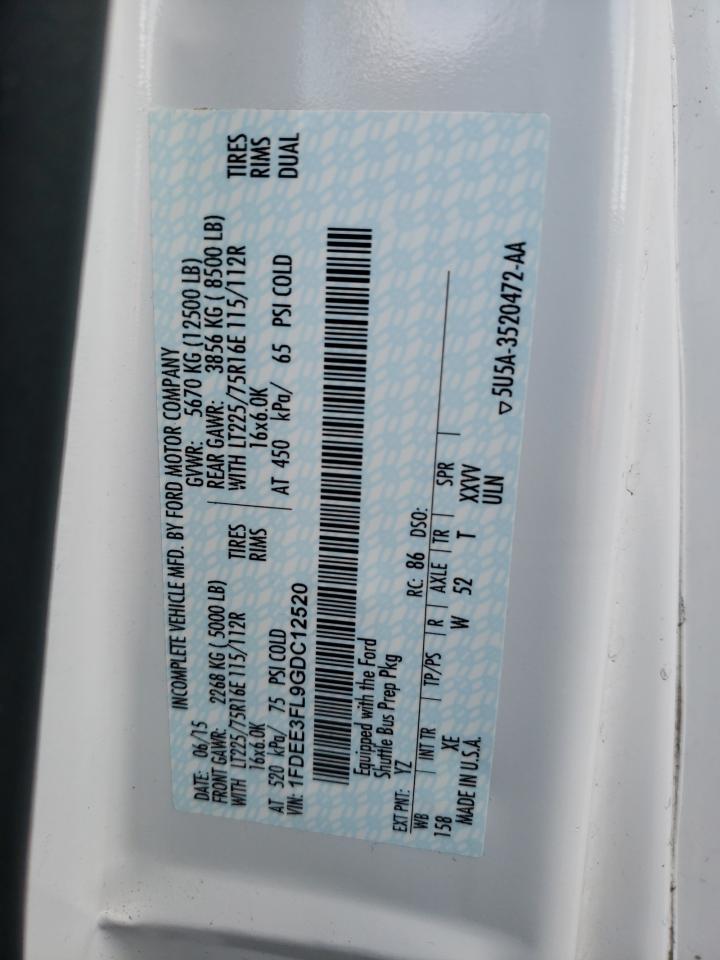 INCOMPLETE VEHICLE MFD. BY FORD MOTOR COMPANY
DATE: 06/15 GVWR: 5670 KG (12500 LB)
FRONT GAWR: 2268 KG ( 5000 LB) REAR GAWR: 3856 KG ( 8500 LB)
WITH LT225/75R16E 115/112R TIRES WITH LT225/75R16E 115/112R TIRES
16x6.0K RIMS 16x6.0K RIMS
AT 520 kPa/ 75 PSI COLD AT 450 kPa/ 65 PSI COLD DUAL
VIN: 1FDEE3FL9GDC12520
Equipped with the Ford
Shuttle Bus Prep Pkg
EXT PNT: YZ RC: 86 DSO:
WB INT TR TP/PS R AXLE TR SPR
158 XE W 52 T XXVV
MADE IN U.S.A. ULN
▽5U5A-3520472-AA